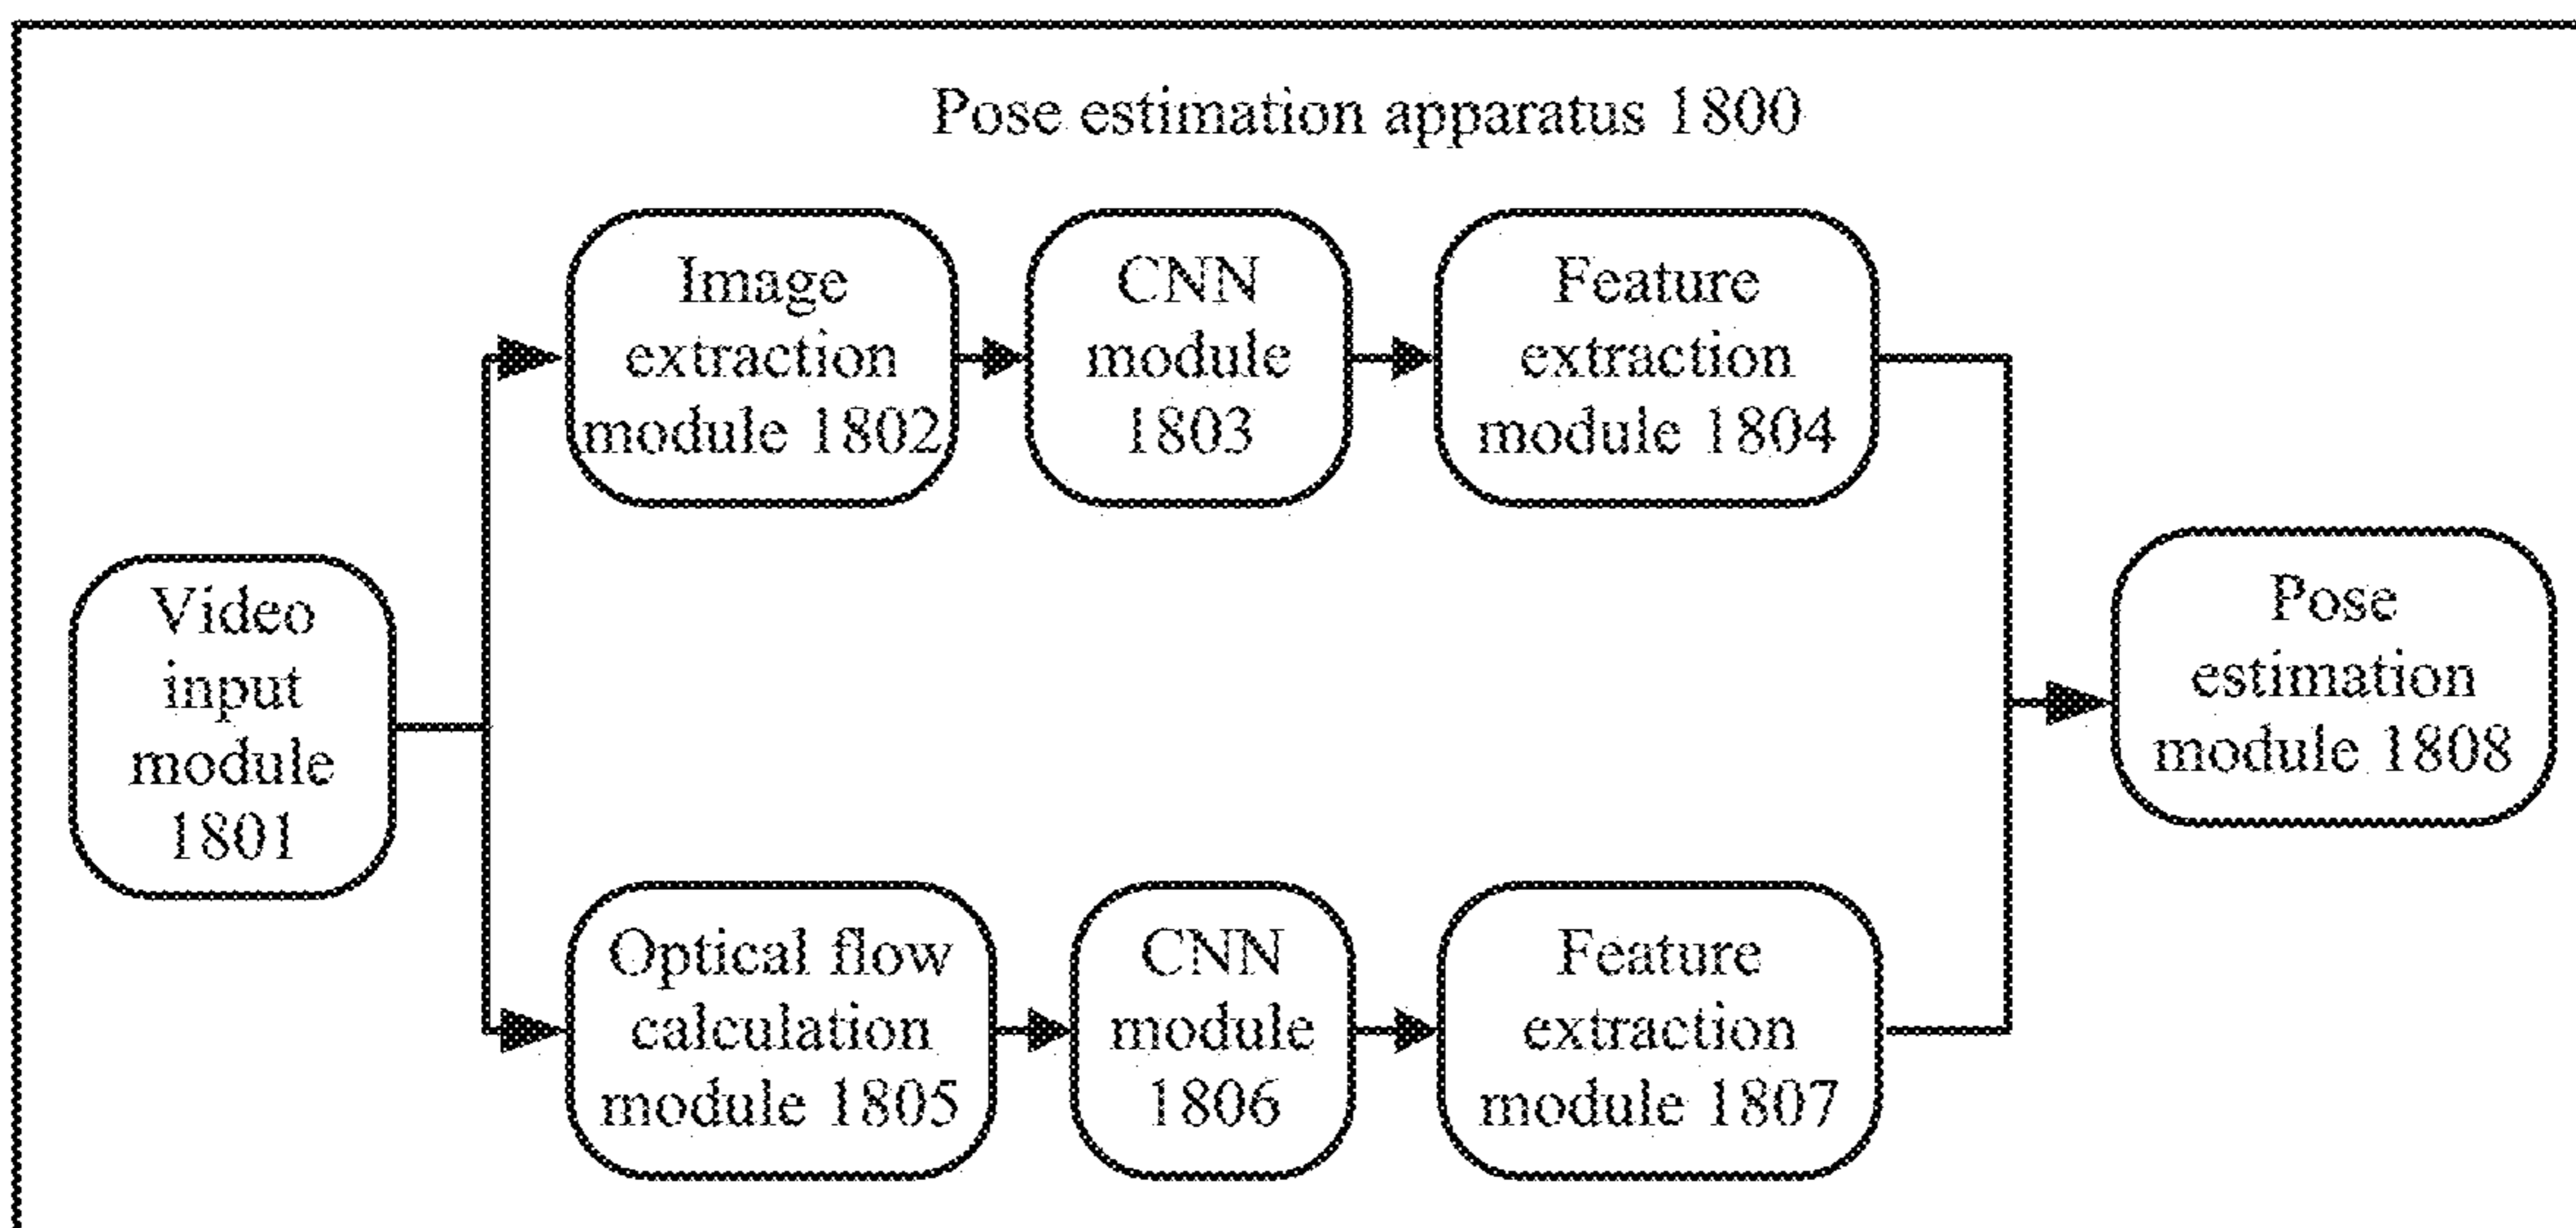 Pose estimation apparatus 1800
Image
extraction
module 1802
CNN
module
1803
Feature
extraction
module 1804
Video
input
module
1801
Pose
estimation
module 1808
Optical flow
calculation
module 1805
CNN
module
1806
Feature
extraction
module 1807